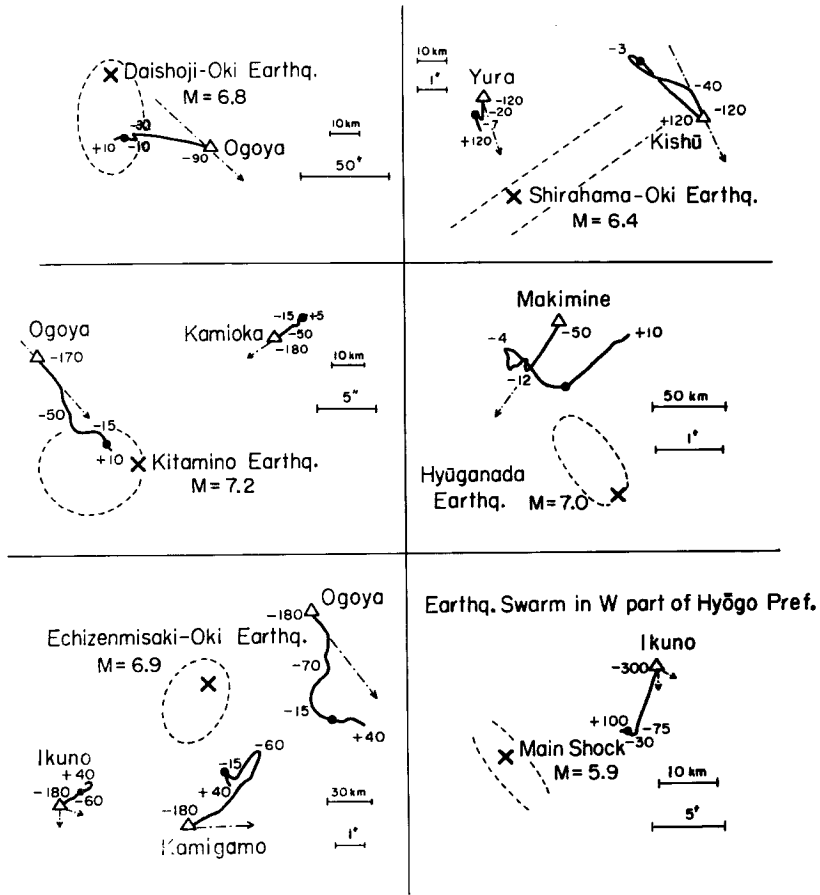 Daishoji-Oki Earthq.
M = 6.8
-30
+10
-10
-90
Ogoya
10 km
50"
10 km
1"
Yura
-120
-20
-7
+120
-3
-40
+120
-120
Kishū
Shirahama-Oki Earthq.
M = 6.4
Ogoya
-170
-50
-15
+10
Kitamino Earthq.
M = 7.2
Kamioka
-15
+5
-50
-180
10 km
5"
Makimine
-50
+10
-4
-12
50 km
1"
Hyūganada
Earthq.
M = 7.0
Echizenmisaki-Oki Earthq.
M = 6.9
Ogoya
-180
-70
-15
+40
Ikuno
+40
-180
-60
-60
-15
+40
-180
Kamigamo
30 km
1"
Earthq. Swarm in W part of Hyōgo Pref.
Ikuno
-300
+100
-75
-30
Main Shock
M = 5.9
10 km
5"